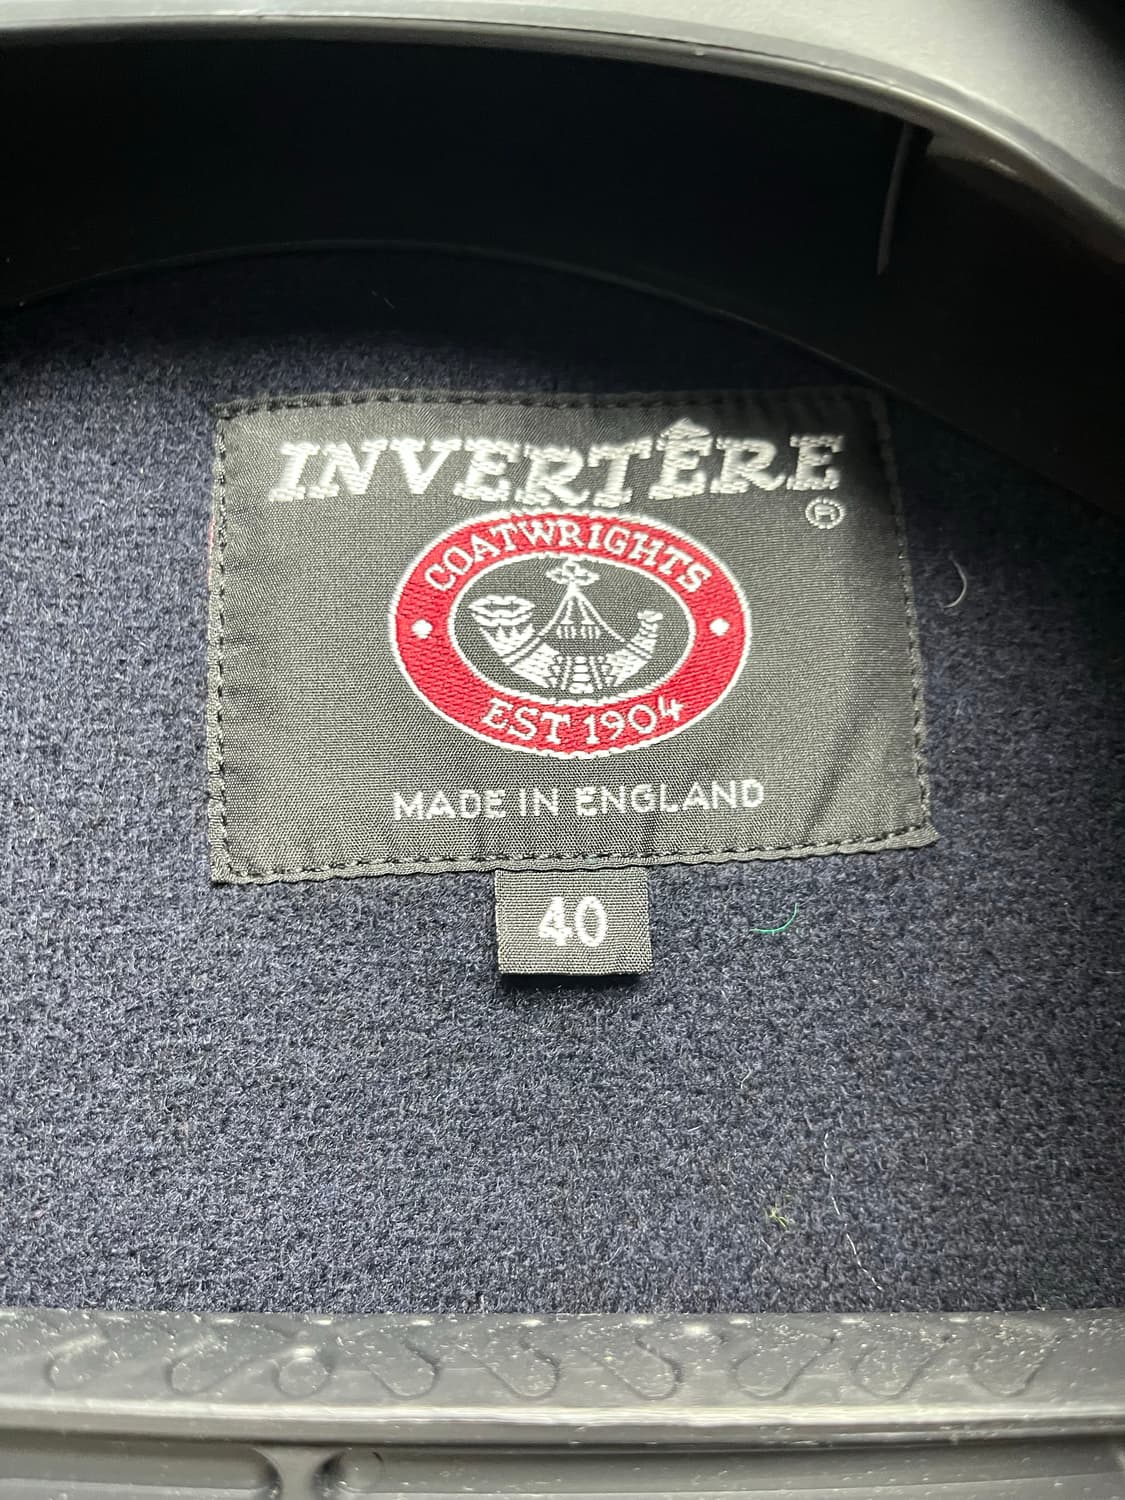 INVERTÊRE
®
COATWRIGHTS
EST 1904
MADE IN ENGLAND
40